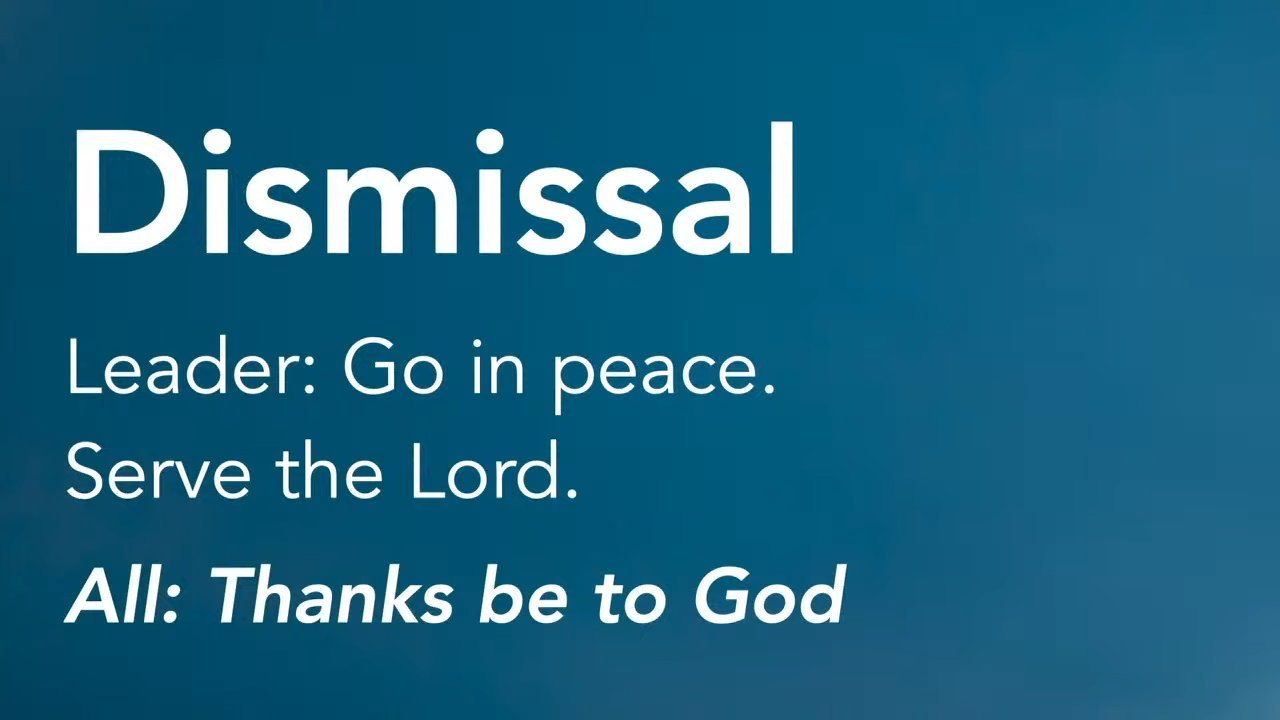 Dismissal
Leader: Go in peace.
Serve the Lord.
All: Thanks be to God